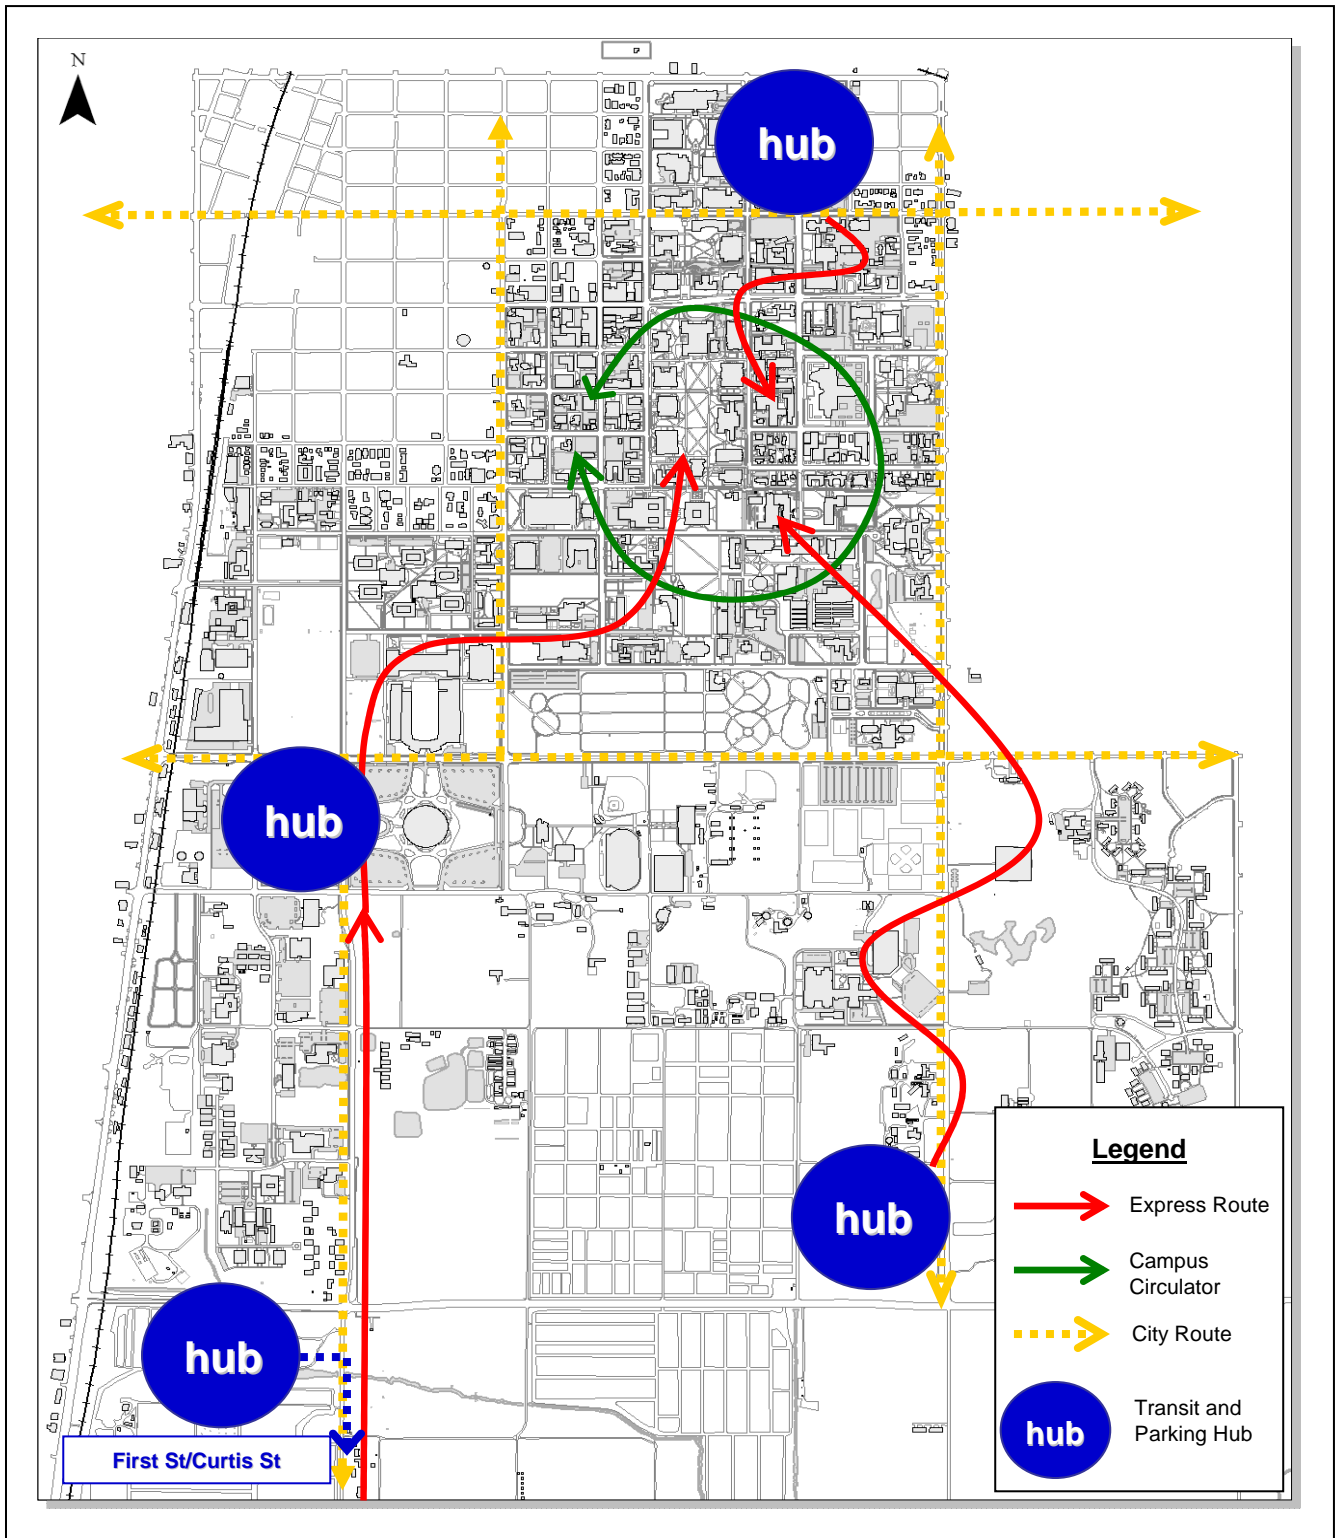 N
hub
hub
hub
hub
First St/Curtis St
Legend
Express Route
Campus
Circulator
City Route
hub
Transit and
Parking Hub